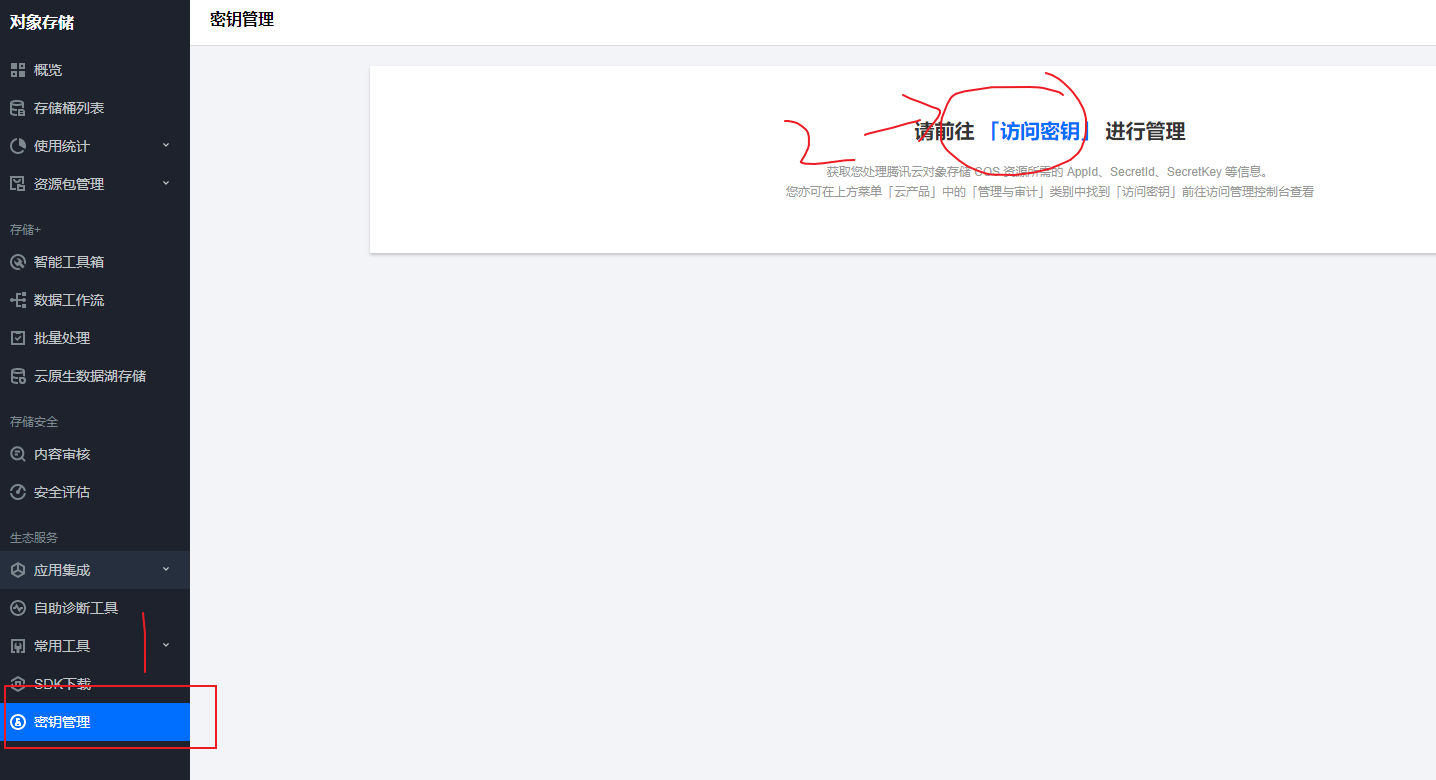 对象存储
密钥管理
概览
存储桶列表
使用统计
资源包管理
存储+
智能工具箱
数据工作流
批量处理
云原生数据湖存储
存储安全
内容审核
安全评估
生态服务
应用集成
自助诊断工具
常用工具
SDK下载
密钥管理
1
2
请前往 「访问密钥」 进行管理
获取您处理腾讯云对象存储 COS 资源所需的 AppId、SecretId、SecretKey 等信息。
您亦可在上方菜单「云产品」中的「管理与审计」类别中找到「访问密钥」前往访问管理控制台查看